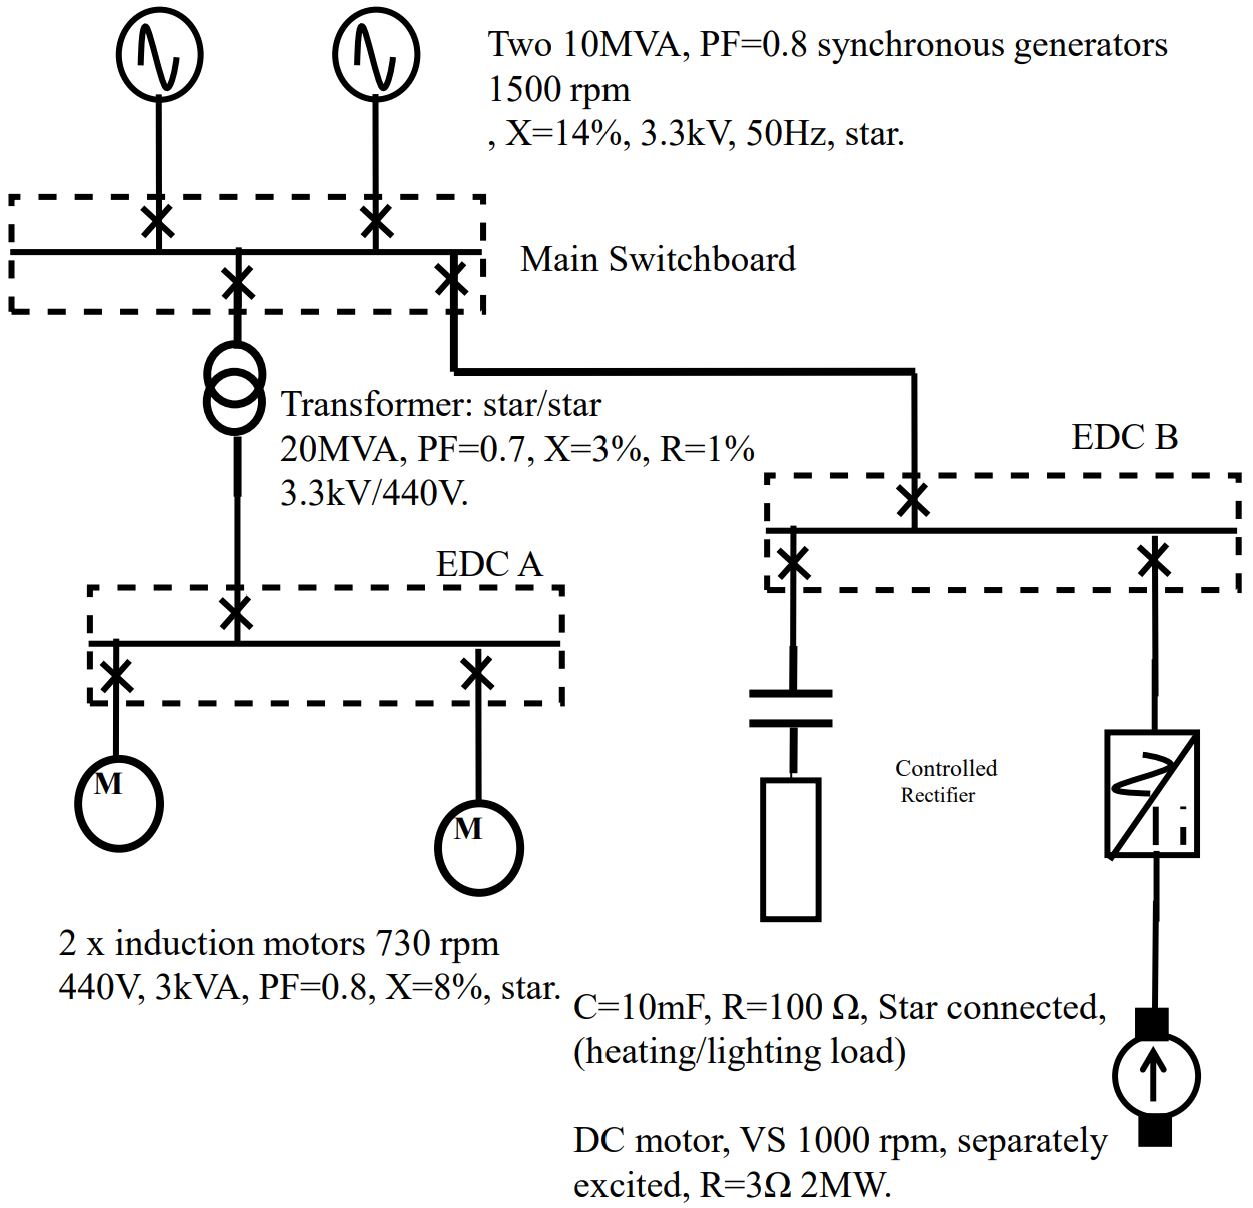 Two 10MVA, PF=0.8 synchronous generators
1500 rpm
, X=14%, 3.3kV, 50Hz, star.
Main Switchboard
Transformer: star/star
20MVA, PF=0.7, X=3%, R=1%
3.3kV/440V.
EDC B
EDC A
Controlled
Rectifier
M
M
2 x induction motors 730 rpm
440V, 3kVA, PF=0.8, X=8%, star.
C=10mF, R=100 Ω, Star connected,
(heating/lighting load)
DC motor, VS 1000 rpm, separately
excited, R=3Ω 2MW.